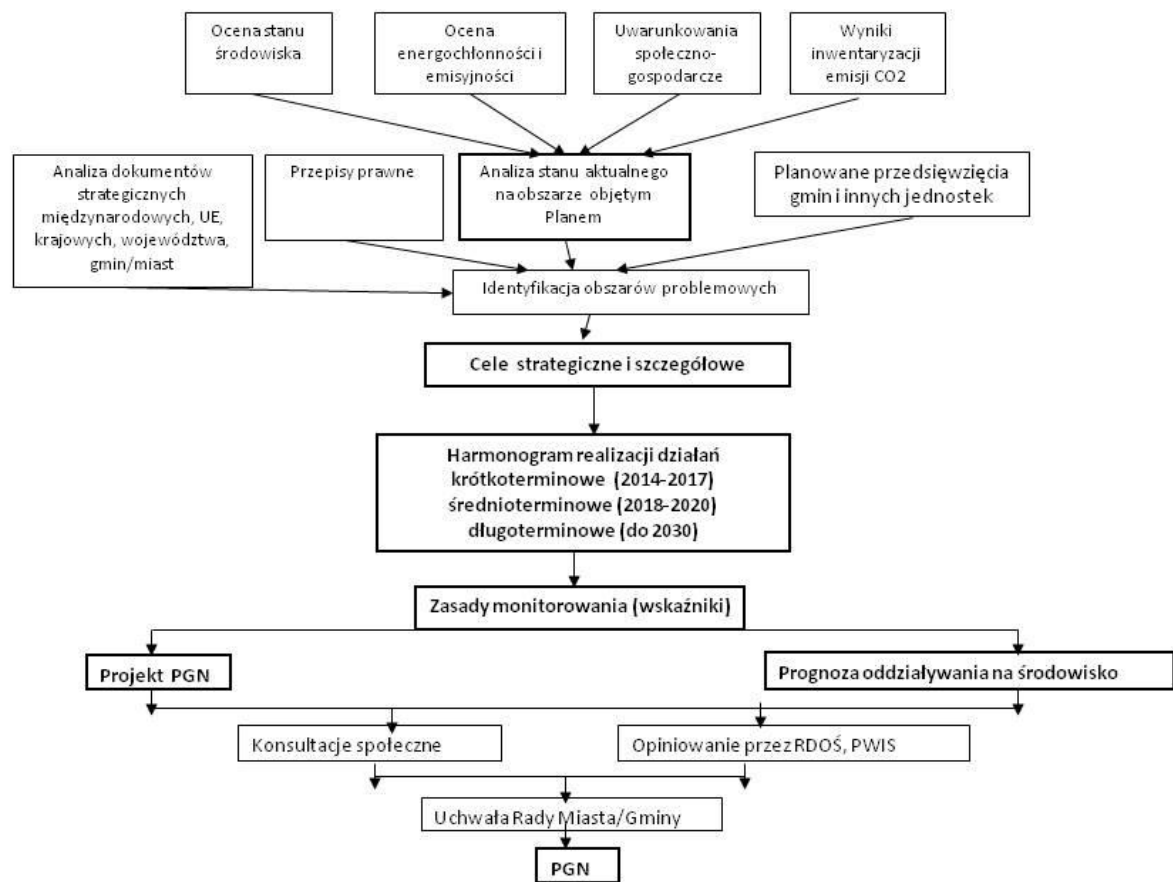 Ocena stanu
środowiska
Ocena
energochłonności i
emisyjności
Uwarunkowania
społeczno-
gospodarcze
Wyniki
inwentaryzacji
emisji CO2
Analiza dokumentów
strategicznych
międzynarodowych, UE,
krajowych, województwa,
gmin/miast
Przepisy prawne
Analiza stanu aktualnego
na obszarze objętym
Planem
Planowane przedsięwzięcia
gmin i innych jednostek
Identyfikacja obszarów problemowych
Cele strategiczne i szczegółowe
Harmonogram realizacji działań
krótkoterminowe (2014-2017)
średnioterminowe (2018-2020)
długoterminowe (do 2030)
Zasady monitorowania (wskaźniki)
Projekt PGN
Prognoza oddziaływania na środowisko
Konsultacje społeczne
Opiniowanie przez RDOŚ, PWIS
Uchwała Rady Miasta/Gminy
PGN